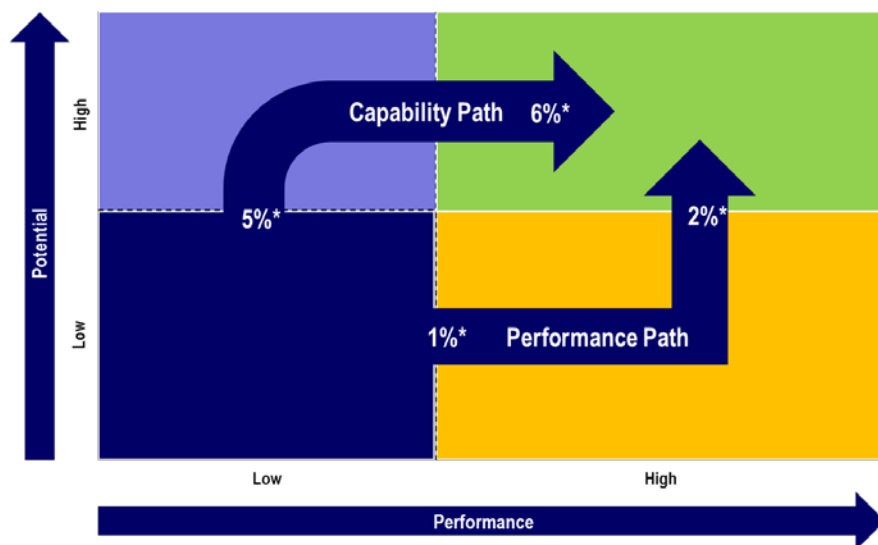 High
Capability Path 6%*
5%*
2%*
Potential
Low
1%* Performance Path
Low High
Performance